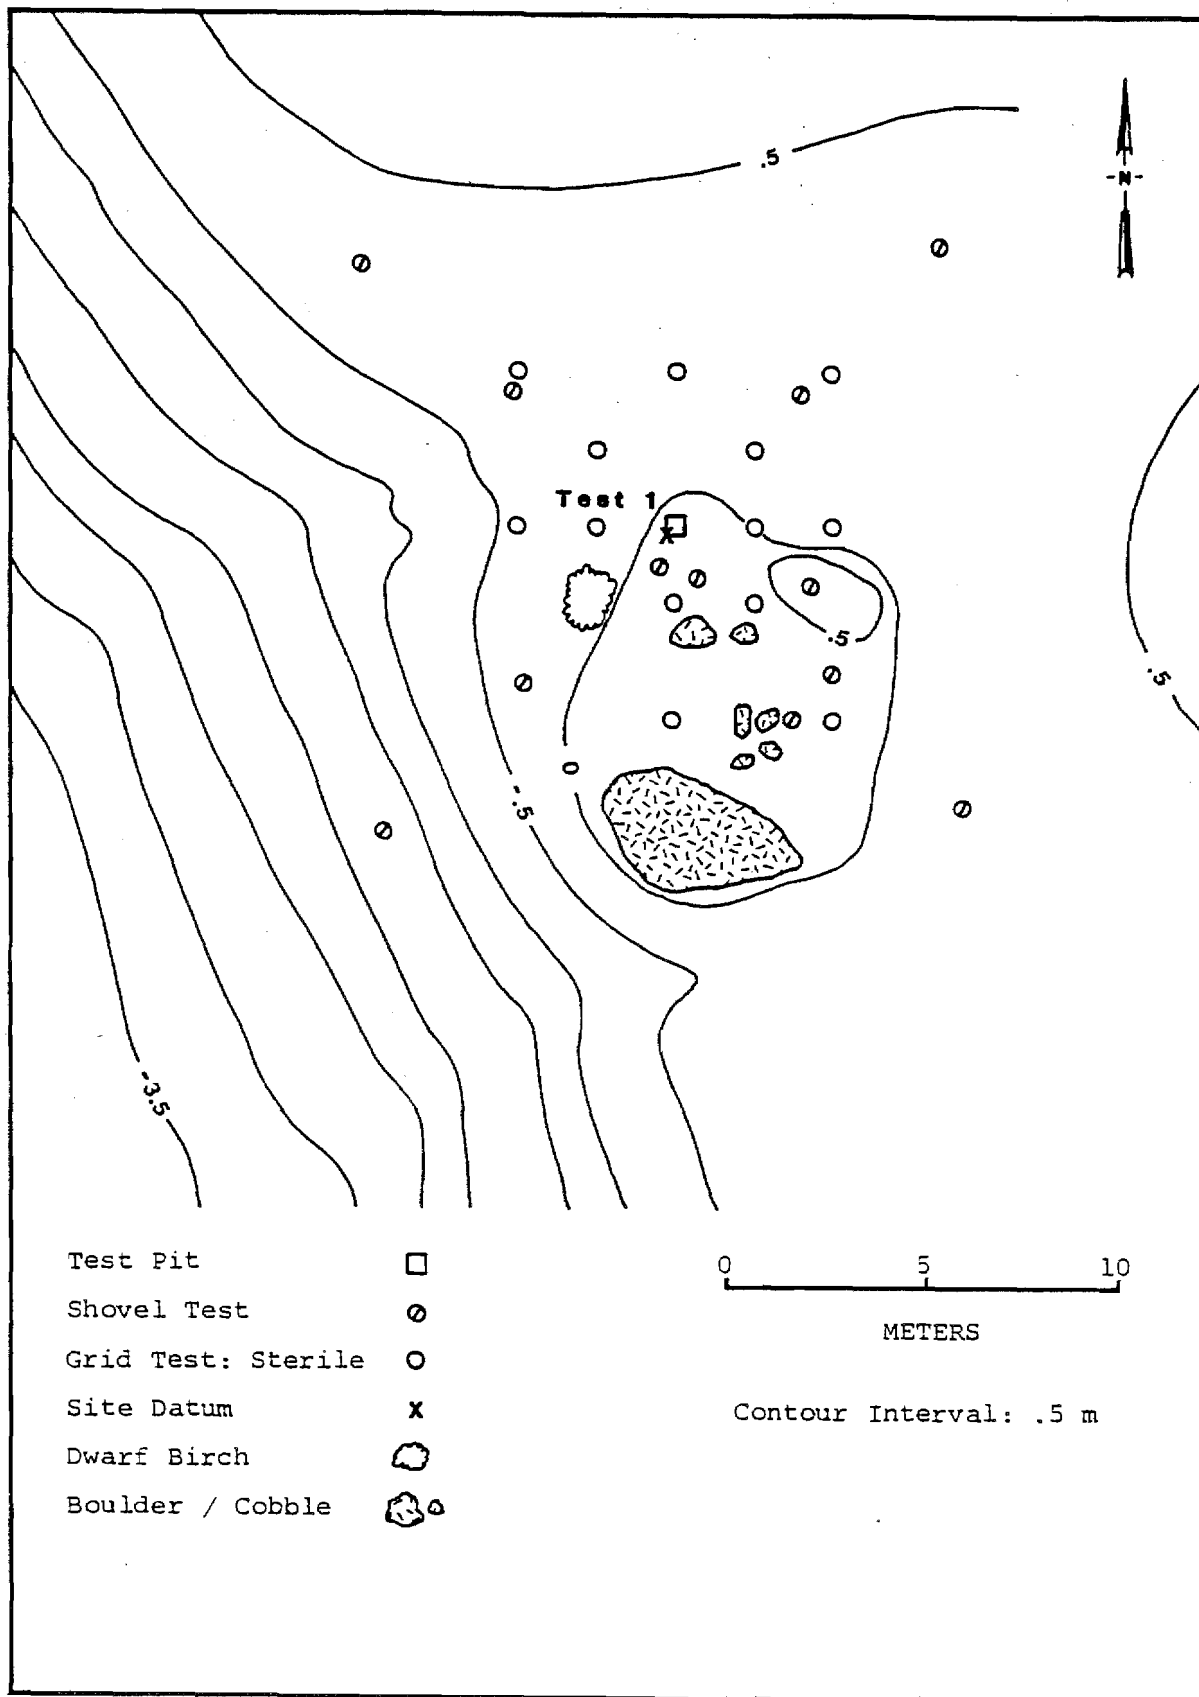 .5
-N-
Test 1
x
.5
.5
0
-.5
-3.5
Test Pit
Shovel Test
Grid Test: Sterile
Site Datum x
Dwarf Birch
Boulder / Cobble
0 5 10
METERS
Contour Interval: .5 m